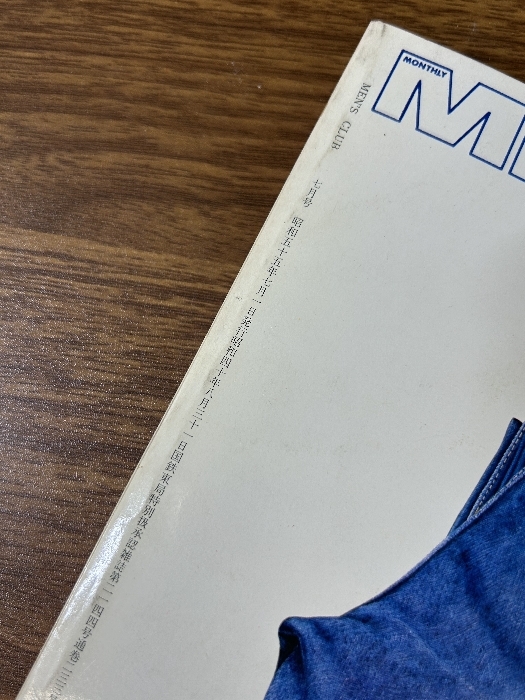 MONTHLY
M
MEN'S CLUB 七月号 昭和五十五年七月一日発行昭和四十年八月三十一日国鉄東局特別扱承認雑誌第二一四四号通巻二三